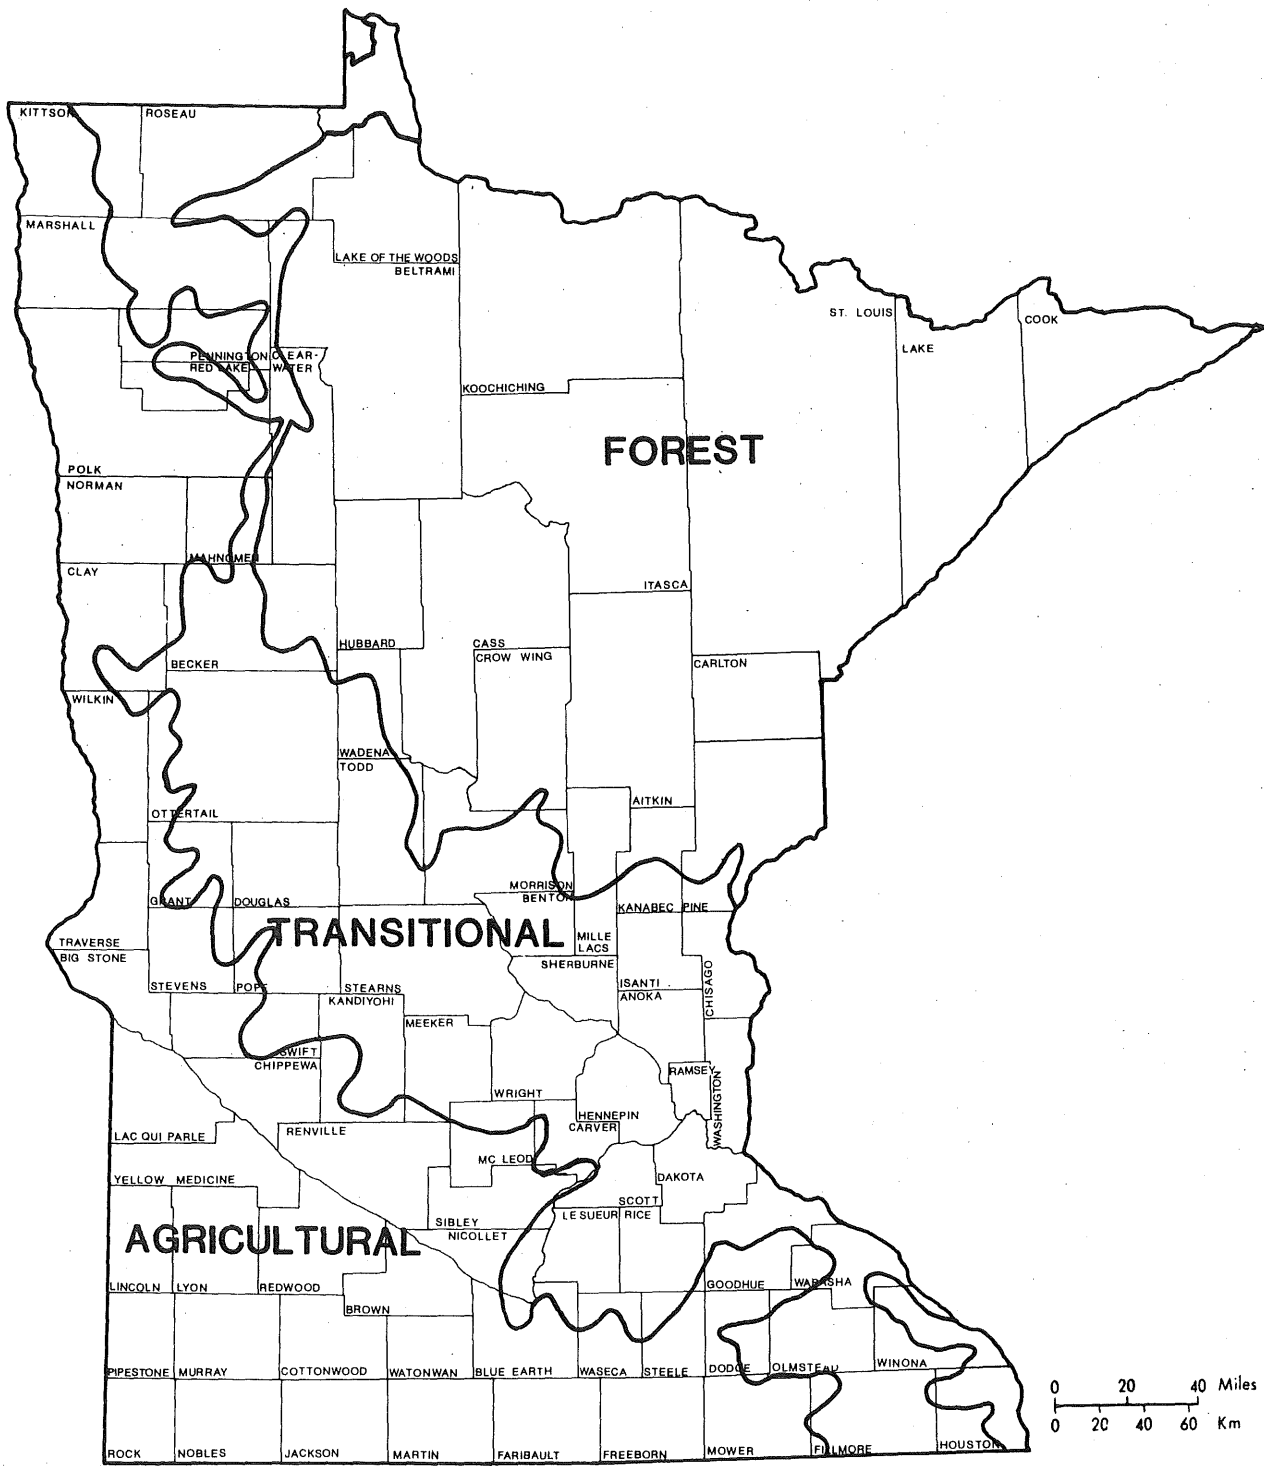 KITTSON ROSEAU
MARSHALL
LAKE OF THE WOODS
BELTRAMI
ST. LOUIS
COOK
LAKE
PENNINGTON CLEAR-
RED LAKE WATER
KOOCHICHING
FOREST
POLK
NORMAN
MAHNOMEN
CLAY
ITASCA
HUBBARD CASS
CROW WING
BECKER CARLTON
WILKIN
WADENA
TODD
AITKIN
OTTERTAIL
MORRISON
BENTON
GRANT DOUGLAS
KANABEC PINE
TRANSITIONAL
MILLE
LACS
TRAVERSE
BIG STONE
SHERBURNE
STEVENS POPE STEARNS
ISANTI
CHISAGO
KANDIYOHI
ANOKA
MEEKER
SWIFT
CHIPPEWA
RAMSEY
WASHINGTON
WRIGHT
HENNEPIN
CARVER
LAC QUI PARLE
RENVILLE
MC LEOD
YELLOW MEDICINE
DAKOTA
SCOTT
LE SUEUR RICE
SIBLEY
NICOLLET
AGRICULTURAL
LINCOLN LYON REDWOOD
GOODHUE WABASHA
BROWN
PIPESTONE MURRAY COTTONWOOD WATONWAN BLUE EARTH WASECA STEELE DODGE OLMSTEAD WINONA
ROCK NOBLES JACKSON MARTIN FARIBAULT FREEBORN MOWER FILLMORE HOUSTON
0 20 40 Miles
0 20 40 60 Km